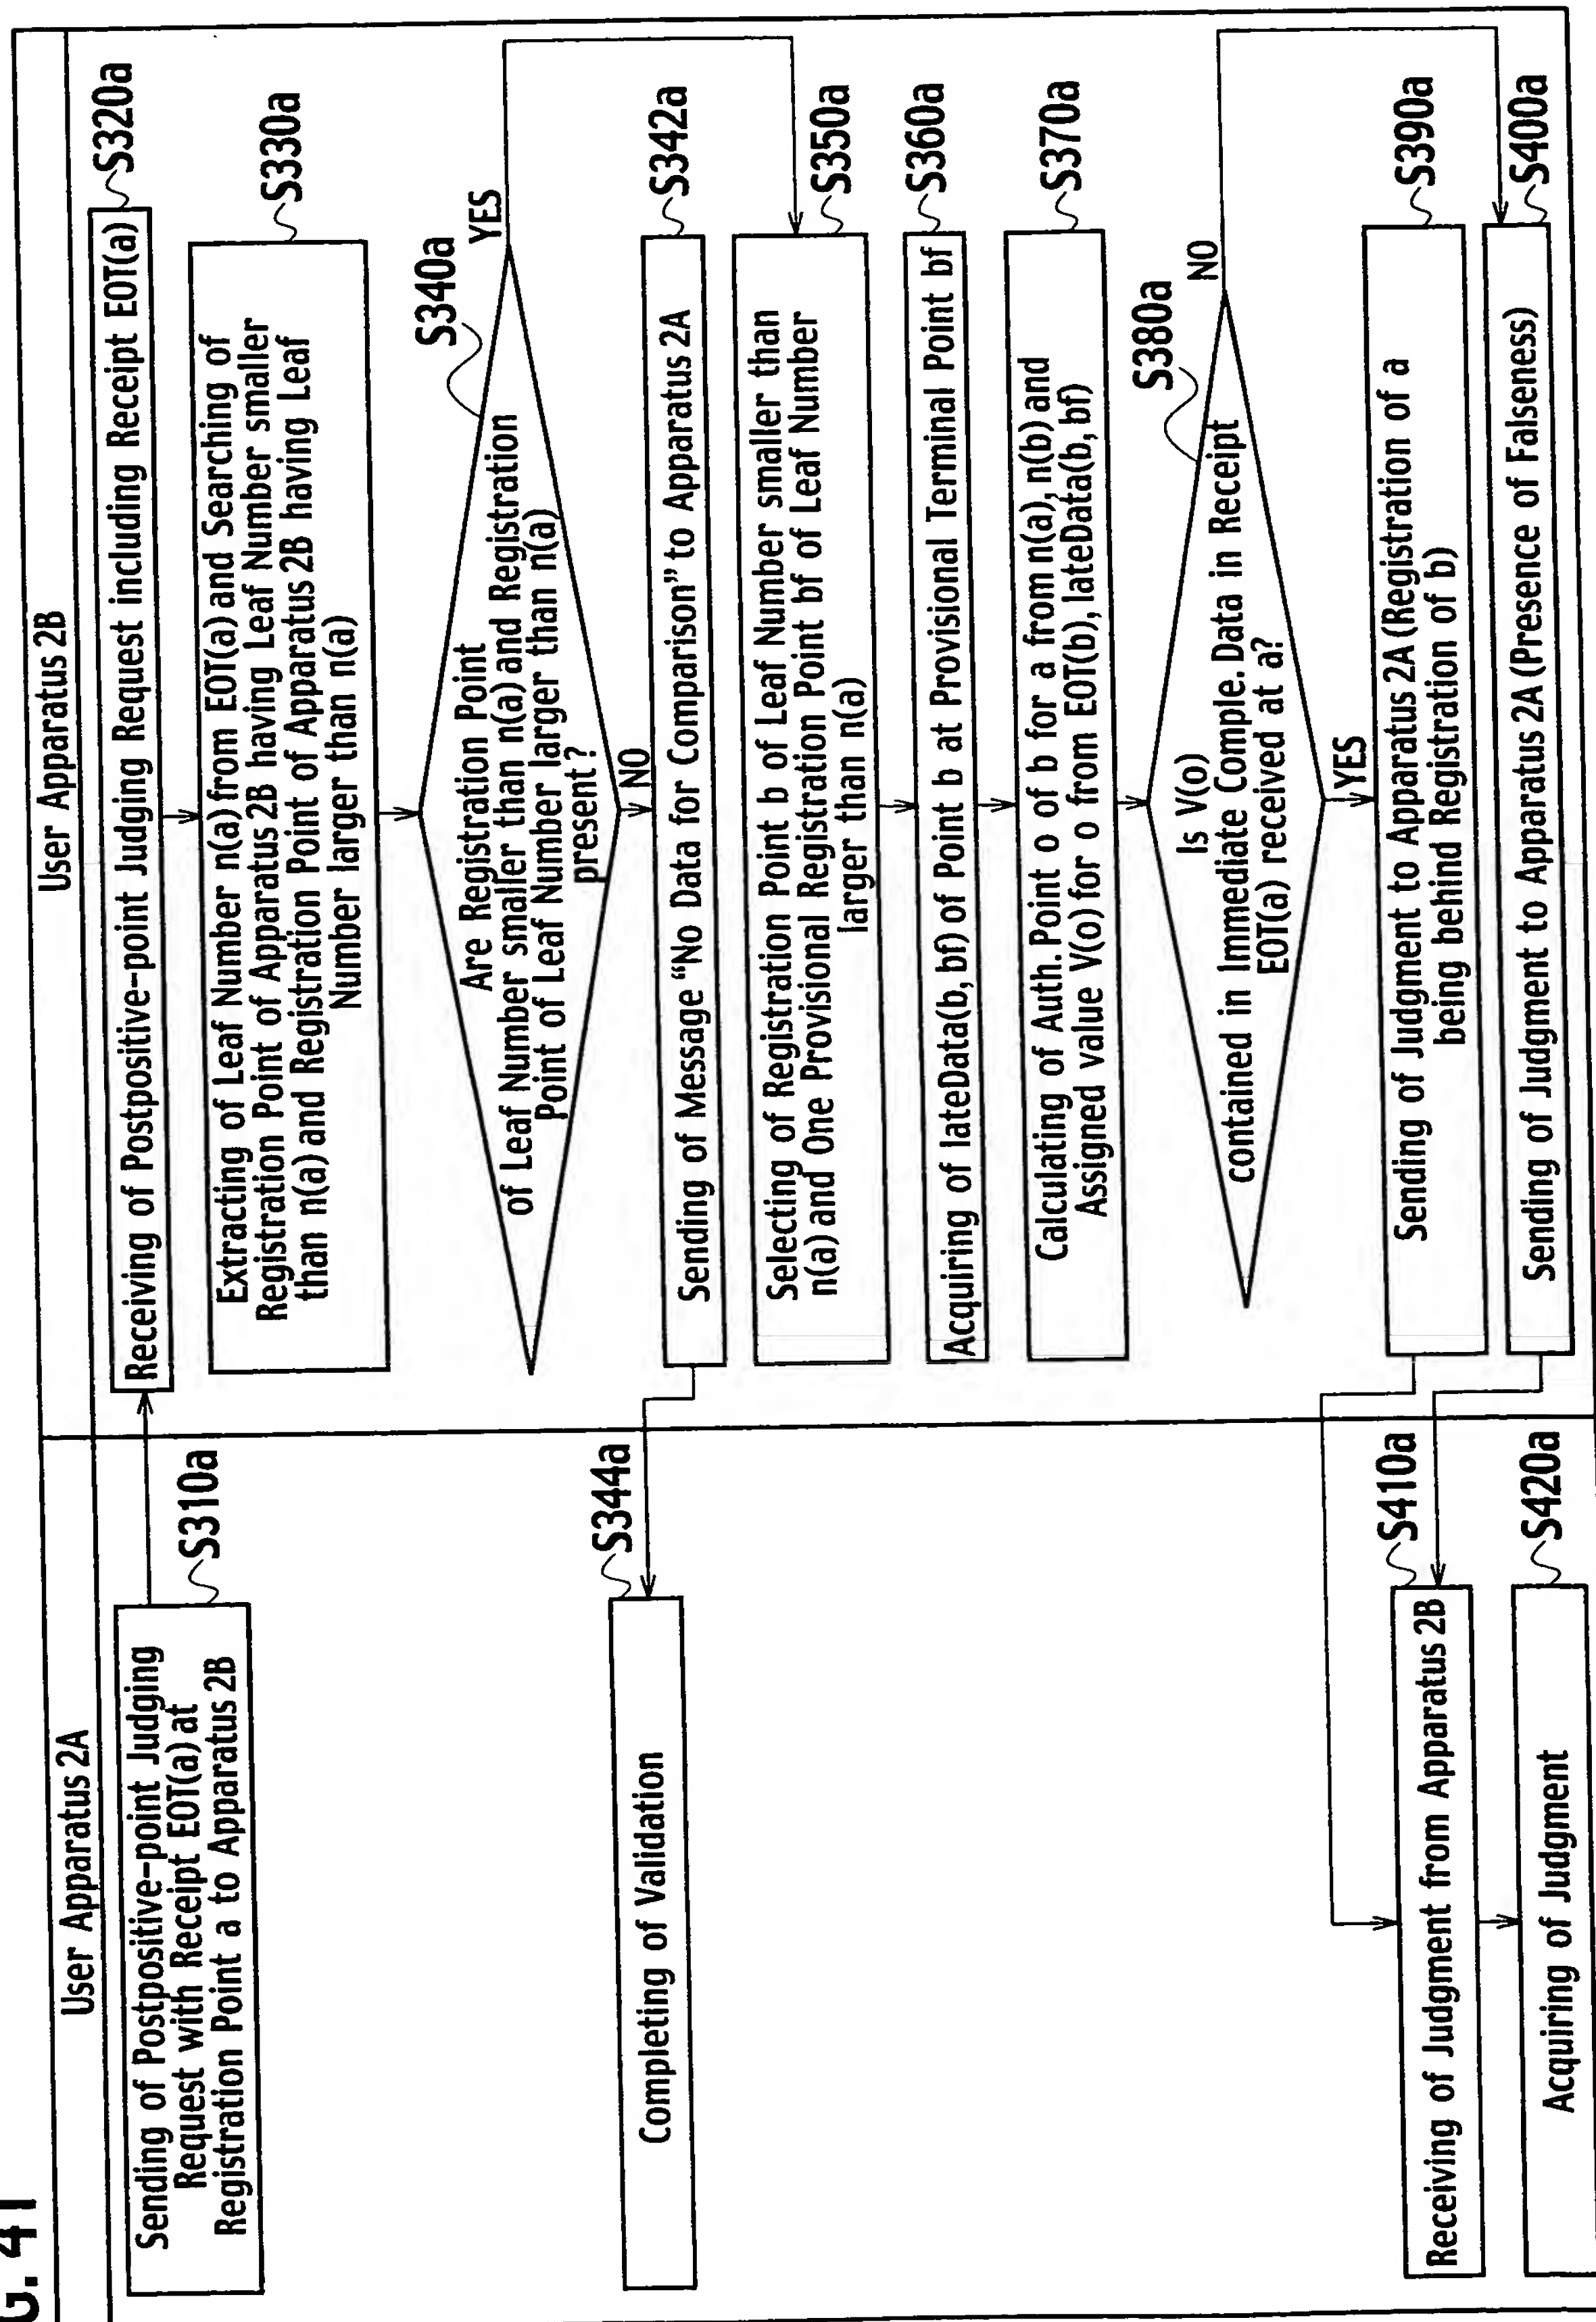 G. 41
User Apparatus 2A
User Apparatus 2B
Sending of Postpositive-point Judging
Request with Receipt EOT(a) at
Registration Point a to Apparatus 2B
S310a
Receiving of Postpositive-point Judging Request including Receipt EOT(a)
S320a
Extracting of Leaf Number n(a) from EOT(a) and Searching of
Registration Point of Apparatus 2B having Leaf Number smaller
than n(a) and Registration Point of Apparatus 2B having Leaf
Number larger than n(a)
S330a
Are Registration Point
of Leaf Number smaller than n(a) and Registration
Point of Leaf Number larger than n(a)
present?
S340a
YES
NO
Sending of Message “No Data for Comparison” to Apparatus 2A
S342a
Completing of Validation
S344a
Selecting of Registration Point b of Leaf Number smaller than
n(a) and One Provisional Registration Point bf of Leaf Number
larger than n(a)
S350a
Acquiring of lateData(b, bf) of Point b at Provisional Terminal Point bf
S360a
Calculating of Auth. Point o of b for a from n(a), n(b) and
Assigned value V(o) for o from EOT(b), lateData(b, bf)
S370a
Is V(o)
contained in Immediate Comple. Data in Receipt
EOT(a) received at a?
S380a
NO
YES
Sending of Judgment to Apparatus 2A (Registration of a
being behind Registration of b)
S390a
Sending of Judgment to Apparatus 2A (Presence of Falseness)
S400a
Receiving of Judgment from Apparatus 2B
S410a
Acquiring of Judgment
S420a